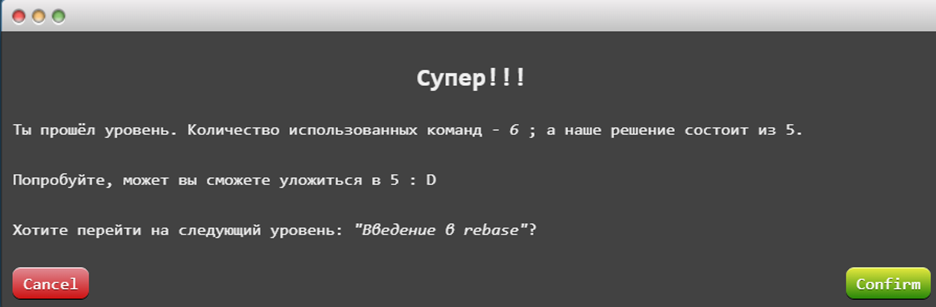 Супер!!!
Ты прошёл уровень. Количество использованных команд - 6 ; а наше решение состоит из 5.
Попробуйте, может вы сможете уложиться в 5 : D
Хотите перейти на следующий уровень: "Введение в rebase"?
Cancel
Confirm